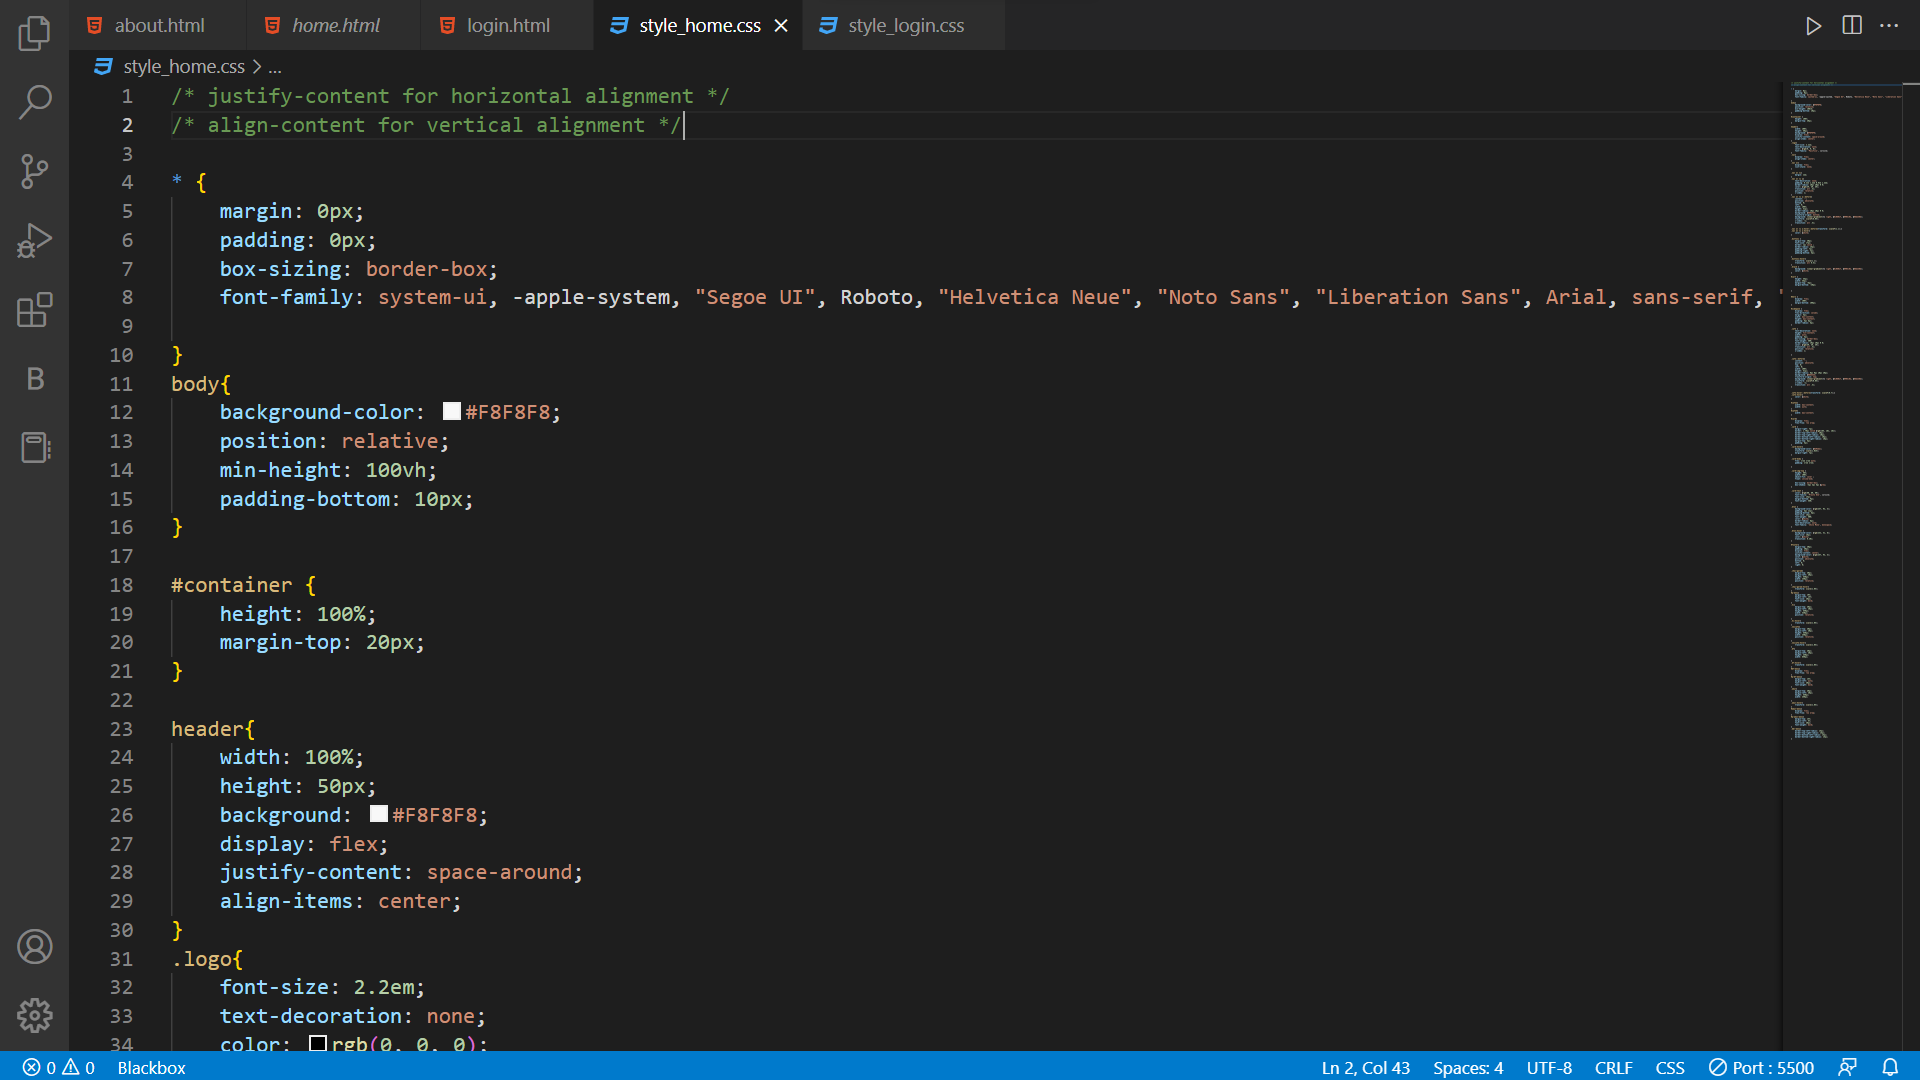 about.html home.html login.html style_home.css style_login.css
style_home.css > ...
1 /* justify-content for horizontal alignment */
2 /* align-content for vertical alignment */
3
4 * {
5 margin: 0px;
6 padding: 0px;
7 box-sizing: border-box;
8 font-family: system-ui, -apple-system, "Segoe UI", Roboto, "Helvetica Neue", "Noto Sans", "Liberation Sans", Arial, sans-serif, "
9
10 }
11 body{
12 background-color: #F8F8F8;
13 position: relative;
14 min-height: 100vh;
15 padding-bottom: 10px;
16 }
17
18 #container {
19 height: 100%;
20 margin-top: 20px;
21 }
22
23 header{
24 width: 100%;
25 height: 50px;
26 background: #F8F8F8;
27 display: flex;
28 justify-content: space-around;
29 align-items: center;
30 }
31 .logo{
32 font-size: 2.2em;
33 text-decoration: none;
34 color: rgb(0, 0, 0);
B
0 0 Blackbox Ln 2, Col 43 Spaces: 4 UTF-8 CRLF CSS Port : 5500